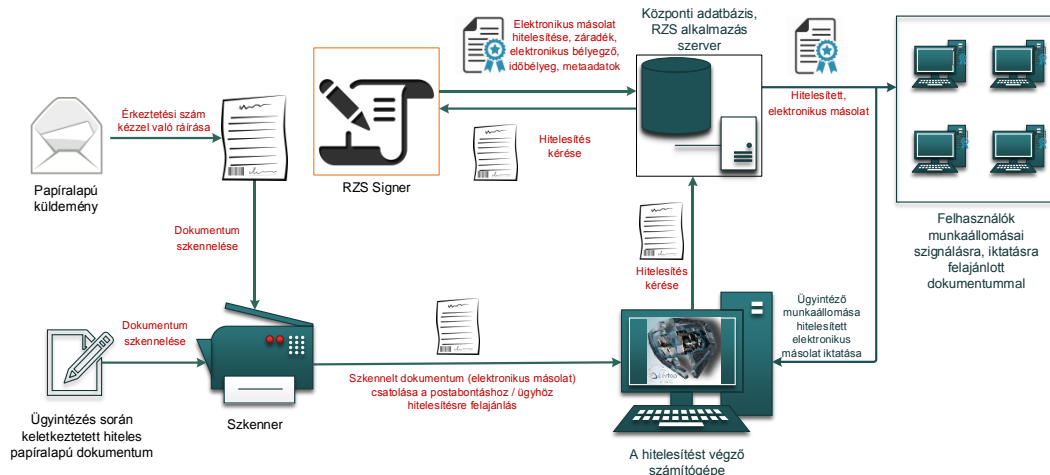 Elektronikus másolat
hitelesítése, záradék,
elektronikus bélyegző,
időbélyeg, metaadatok
Központi adatbázis,
RZS alkalmazás
szerver
Érkeztetési szám
kézzel való ráírása
Hitelesítés
kérése
Hitelesített,
elektronikus másolat
Papíralapú
küldemény
RZS Signer
Dokumentum
szkennelése
Hitelesítés
kérése
Felhasználók
munkaállomásai
szignálásra, iktatásra
felajánlott
dokumentummal
Dokumentum
szkennelése
Ügyintéző
munkaállomása
hitelesített
elektronikus
másolat iktatása
Szkennelt dokumentum (elektronikus másolat)
csatolása a postabontáshoz / ügyhöz
hitelesítésre felajánlás
Ügyintézés során
keletkeztetett hiteles
papíralapú dokumentum
Szkenner
A hitelesítést végző
számítógépe